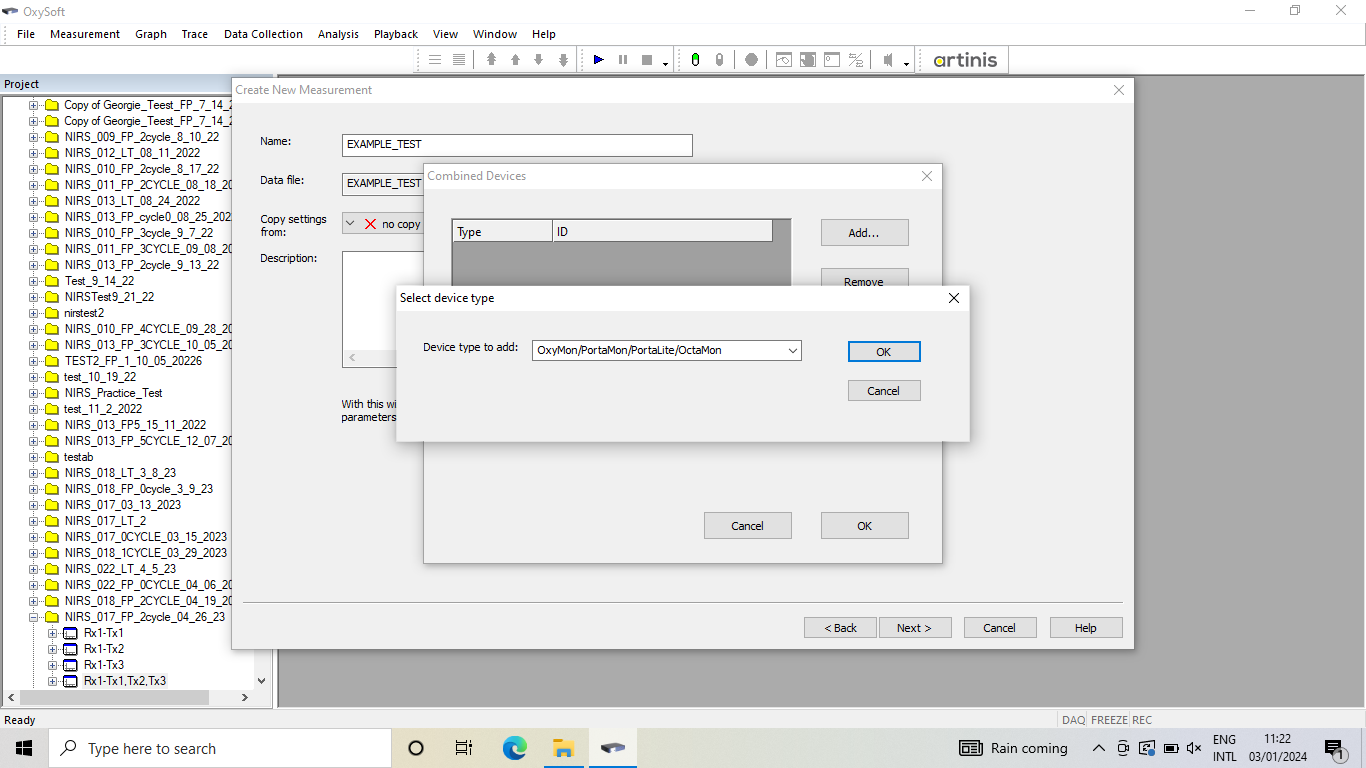 OxySoft
File Measurement Graph Trace Data Collection Analysis Playback View Window Help
artinis
Project
Copy of Georgie_Teest_FP_7_14_2
Copy of Georgie_Teest_FP_7_14_2
NIRS_009_FP_2cycle_8_10_22
NIRS_012_LT_08_11_2022
NIRS_010_FP_2cycle_8_17_22
NIRS_011_FP_2CYCLE_08_18_20
NIRS_013_LT_08_24_2022
NIRS_013_FP_cycle0_08_25_202
NIRS_010_FP_3cycle_9_7_22
NIRS_011_FP_3CYCLE_09_08_20
NIRS_013_FP_2cycle_9_13_22
Test_9_14_22
NIRSTest9_21_22
nirstest2
NIRS_010_FP_4CYCLE_09_28_20
NIRS_013_FP_3CYCLE_10_05_20
TEST2_FP_1_10_05_20226
test_10_19_22
NIRS_Practice_Test
test_11_2_2022
NIRS_013_FP5_15_11_2022
NIRS_013_FP_5CYCLE_12_07_20
testab
NIRS_018_LT_3_8_23
NIRS_018_FP_0cycle_3_9_23
NIRS_017_03_13_2023
NIRS_017_LT_2
NIRS_017_0CYCLE_03_15_2023
NIRS_018_1CYCLE_03_29_2023
NIRS_022_LT_4_5_23
NIRS_022_FP_0CYCLE_04_06_20
NIRS_018_FP_2CYCLE_04_19_20
NIRS_017_FP_2cycle_04_26_23
Rx1-Tx1
Rx1-Tx2
Rx1-Tx3
Rx1-Tx1,Tx2,Tx3
Create New Measurement
Name: EXAMPLE_TEST
Data file: EXAMPLE_TEST
Copy settings
from:
no copy
Description:
With this wi
parameters
< Back Next > Cancel Help
Combined Devices
Type ID
Add...
Remove
Cancel OK
Select device type
Device type to add: OxyMon/PortaMon/PortaLite/OctaMon
OK
Cancel
Ready DAQ FREEZE REC
Type here to search
Rain coming
ENG
INTL
11:22
03/01/2024
1